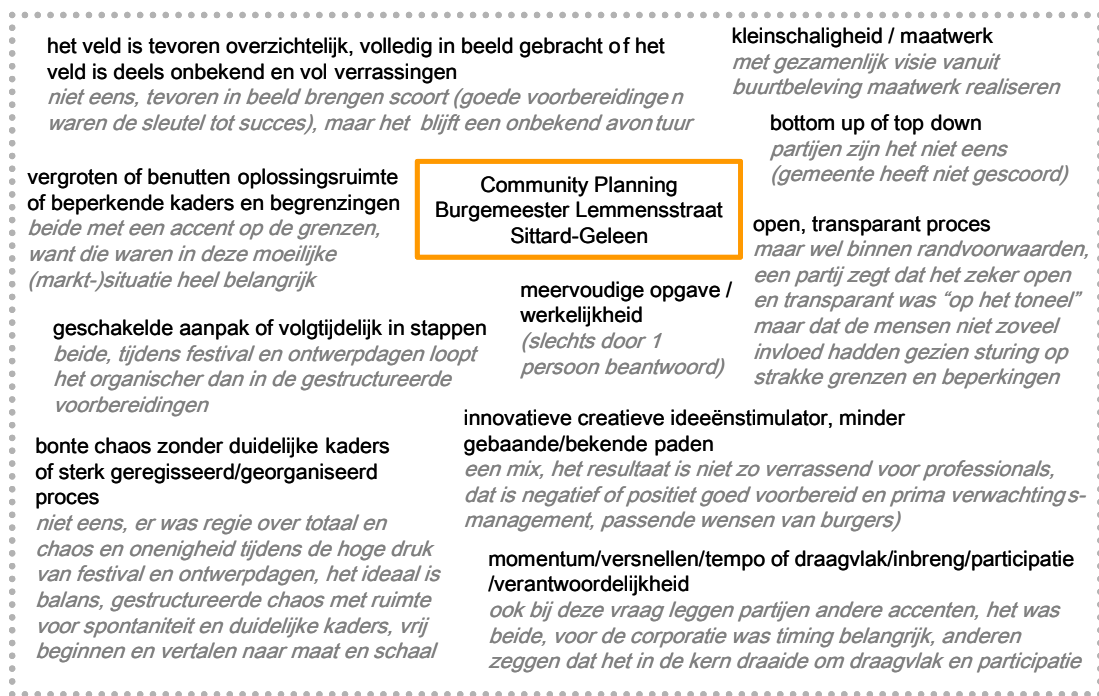 het veld is tevoren overzichtelijk, volledig in beeld gebracht of het
veld is deels onbekend en vol verrassingen
niet eens, tevoren in beeld brengen scoort (goede voorbereidingen
waren de sleutel tot succes), maar het blijft een onbekend avontuur
kleinschaligheid / maatwerk
met gezamenlijk visie vanuit
buurtbeleving maatwerk realiseren
bottom up of top down
partijen zijn het niet eens
(gemeente heeft niet gescoord)
vergroten of benutten oplossingsruimte
of beperkende kaders en begrenzingen
beide met een accent op de grenzen,
want die waren in deze moeilijke
(markt-)situatie heel belangrijk
Community Planning
Burgemeester Lemmensstraat
Sittard-Geleen
open, transparant proces
maar wel binnen randvoorwaarden,
een partij zegt dat het zeker open
en transparant was “op het toneel”
maar dat de mensen niet zoveel
invloed hadden gezien sturing op
strakke grenzen en beperkingen
meervoudige opgave /
werkelijkheid
(slechts door 1
persoon beantwoord)
geschakelde aanpak of volgtijdelijk in stappen
beide, tijdens festival en ontwerpdagen loopt
het organischer dan in de gestructureerde
voorbereidingen
innovatieve creatieve ideeënstimulator, minder
gebaande/bekende paden
een mix, het resultaat is niet zo verrassend voor professionals,
dat is negatief of positiet goed voorbereid en prima verwachtings-
management, passende wensen van burgers)
bonte chaos zonder duidelijke kaders
of sterk geregisseerd/georganiseerd
proces
niet eens, er was regie over totaal en
chaos en onenigheid tijdens de hoge druk
van festival en ontwerpdagen, het ideaal is
balans, gestructureerde chaos met ruimte
voor spontaniteit en duidelijke kaders, vrij
beginnen en vertalen naar maat en schaal
momentum/versnellen/tempo of draagvlak/inbreng/participatie
/verantwoordelijkheid
ook bij deze vraag leggen partijen andere accenten, het was
beide, voor de corporatie was timing belangrijk, anderen
zeggen dat het in de kern draaide om draagvlak en participatie